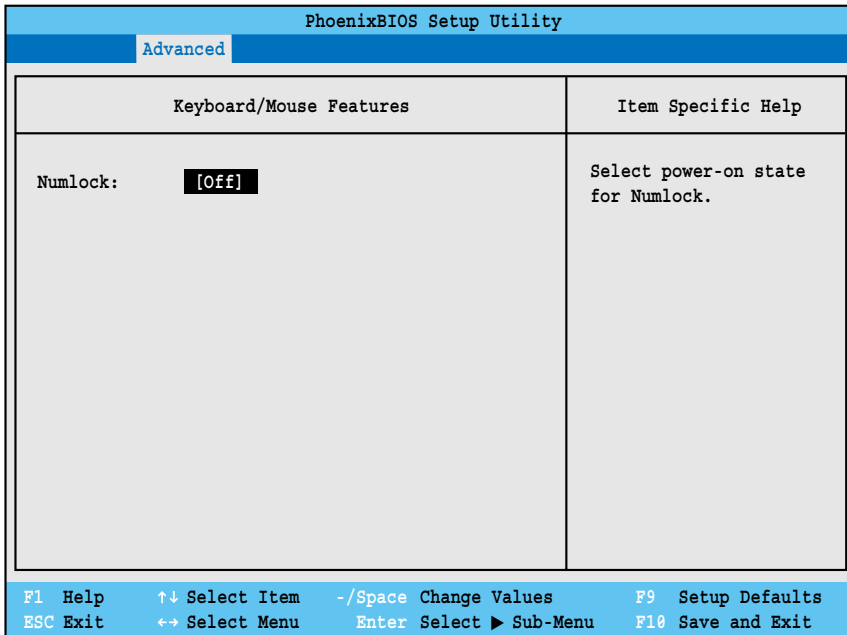 PhoenixBIOS Setup Utility
Advanced
Keyboard/Mouse Features
Item Specific Help
Numlock: [Off]
Select power-on state
for Numlock.
F1 Help ↑↓ Select Item -/Space Change Values F9 Setup Defaults
ESC Exit ←→ Select Menu Enter Select ▶ Sub-Menu F10 Save and Exit